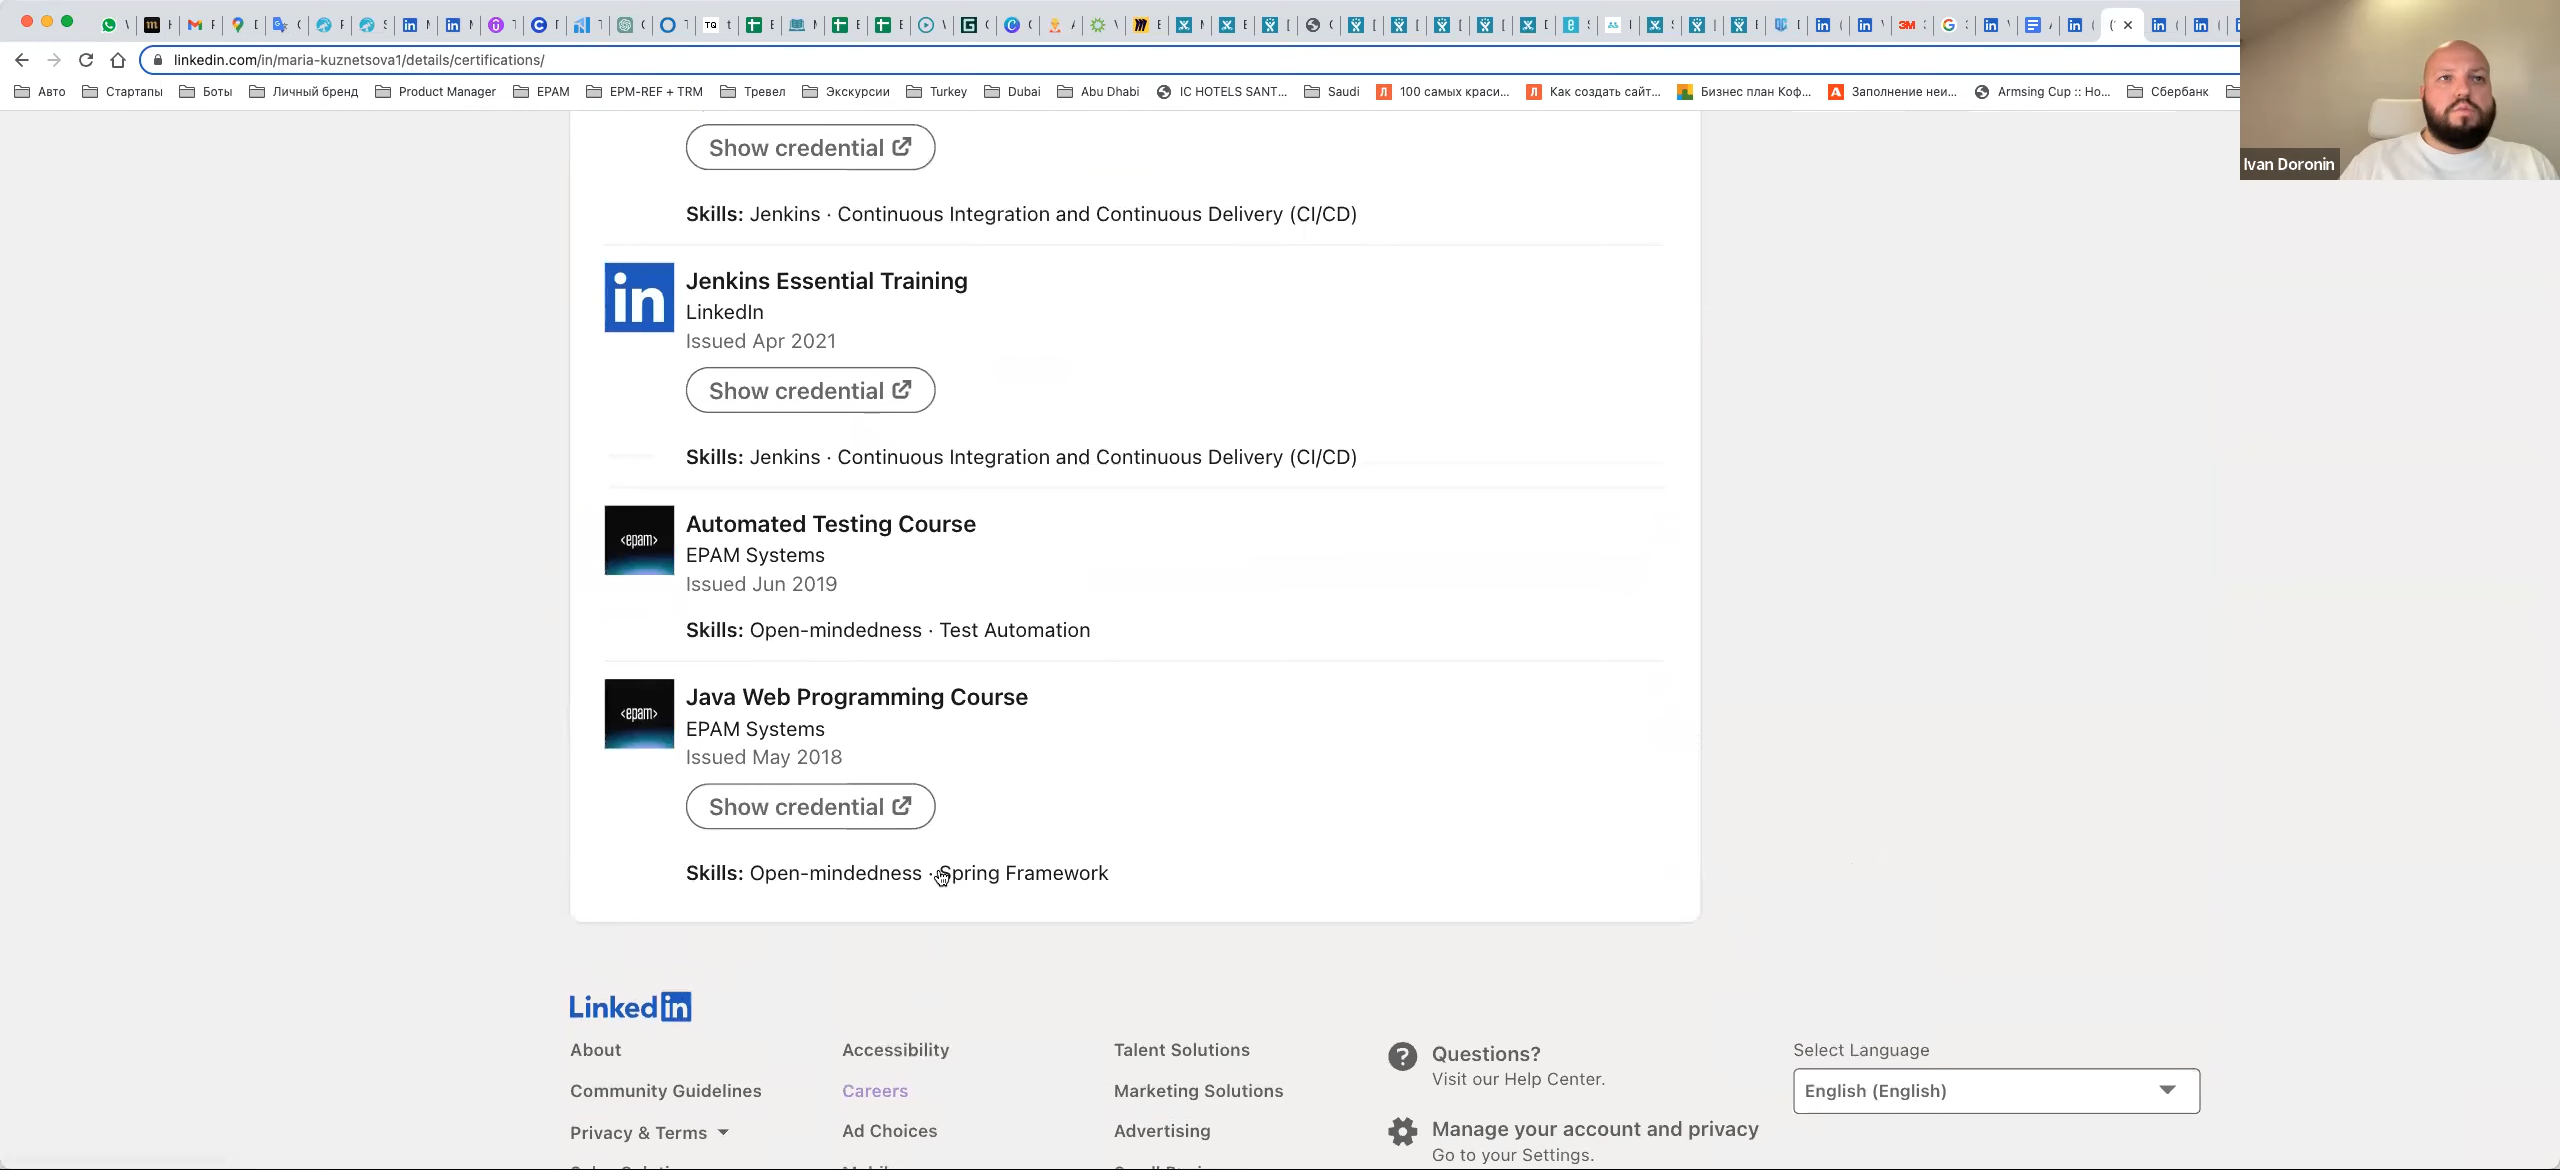 linkedin.com/in/maria-kuznetsova1/details/certifications/
Авто
Стартапы
Боты
Личный бренд
Product Manager
EPAM
EPM-REF + TRM
Тревел
Экскурсии
Turkey
Dubai
Abu Dhabi
IC HOTELS SANT...
Saudi
100 самых краси...
Как создать сайт...
Бизнес план Коф...
Заполнение неи...
Armsing Cup :: Ho...
Сбербанк
Ivan Doronin
Show credential
Skills: Jenkins · Continuous Integration and Continuous Delivery (CI/CD)
in
Jenkins Essential Training
LinkedIn
Issued Apr 2021
Show credential
Skills: Jenkins · Continuous Integration and Continuous Delivery (CI/CD)
<epam>
Automated Testing Course
EPAM Systems
Issued Jun 2019
Skills: Open-mindedness · Test Automation
<epam>
Java Web Programming Course
EPAM Systems
Issued May 2018
Show credential
Skills: Open-mindedness · Spring Framework
LinkedIn
About
Accessibility
Talent Solutions
Questions?
Visit our Help Center.
Select Language
English (English)
Community Guidelines
Careers
Marketing Solutions
Privacy & Terms
Ad Choices
Advertising
Manage your account and privacy
Go to your Settings.